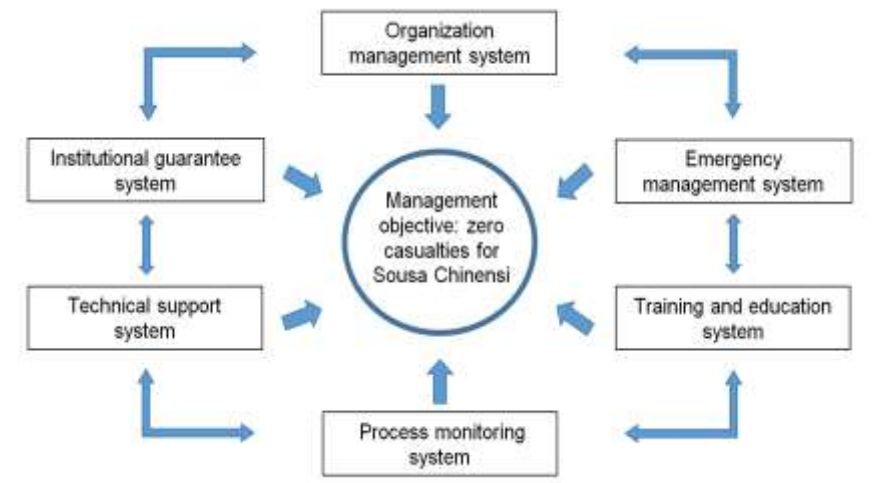 Organization
management system
Institutional guarantee
system
Emergency
management system
Management
objective: zero
casualties for
Sousa Chinensi
Technical support
system
Training and education
system
Process monitoring
system